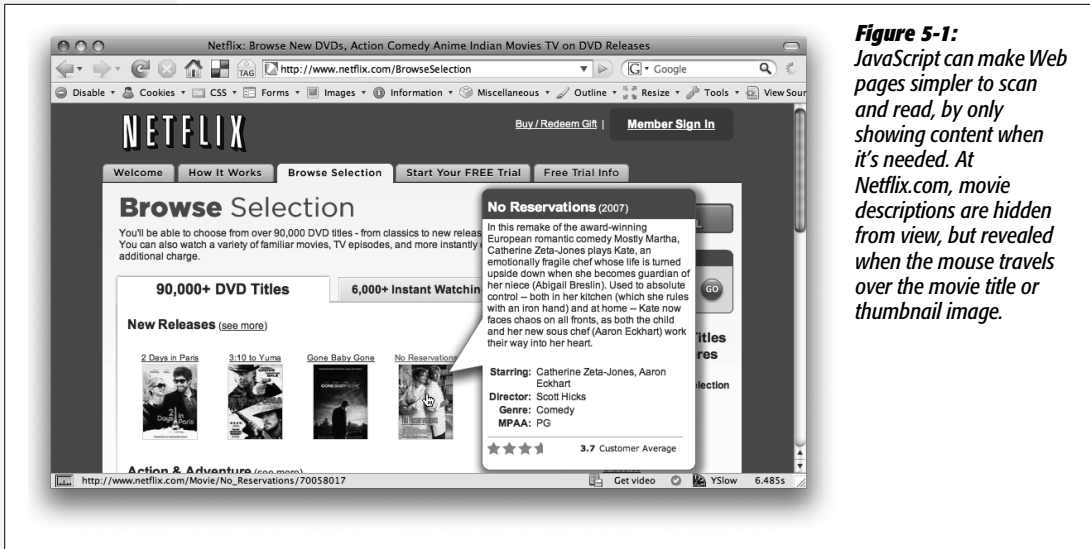 Netflix: Browse New DVDs, Action Comedy Anime Indian Movies TV on DVD Releases
TAG http://www.netflix.com/BrowseSelection G Google
Disable Cookies CSS Forms Images Information Miscellaneous Outline Resize Tools View Sour
NETFLIX
Buy / Redeem Gift | Member Sign In
Welcome How It Works Browse Selection Start Your FREE Trial Free Trial Info
Browse Selection
You'll be able to choose from over 90,000 DVD titles - from classics to new releas
You can also watch a variety of familiar movies, TV episodes, and more instantly
additional charge.
90,000+ DVD Titles
6,000+ Instant Watchin
GO
New Releases (see more)
2 Days in Paris 3:10 to Yuma Gone Baby Gone No Reservations
Action & Adventure (see more)
No Reservations (2007)
In this remake of the award-winning
European romantic comedy Mostly Martha,
Catherine Zeta-Jones plays Kate, an
emotionally fragile chef whose life is turned
upside down when she becomes guardian of
her niece (Abigail Breslin). Used to absolute
control – both in her kitchen (which she rules
with an iron hand) and at home – Kate now
faces chaos on all fronts, as both the child
and her new sous chef (Aaron Eckhart) work
their way into her heart.
Starring: Catherine Zeta-Jones, Aaron
Eckhart
Director: Scott Hicks
Genre: Comedy
MPAA: PG
3.7 Customer Average
http://www.netflix.com/Movie/No_Reservations/70058017 Get video YSlow 6.485s
Figure 5-1:
JavaScript can make Web
pages simpler to scan
and read, by only
showing content when
it's needed. At
Netflix.com, movie
descriptions are hidden
from view, but revealed
when the mouse travels
over the movie title or
thumbnail image.